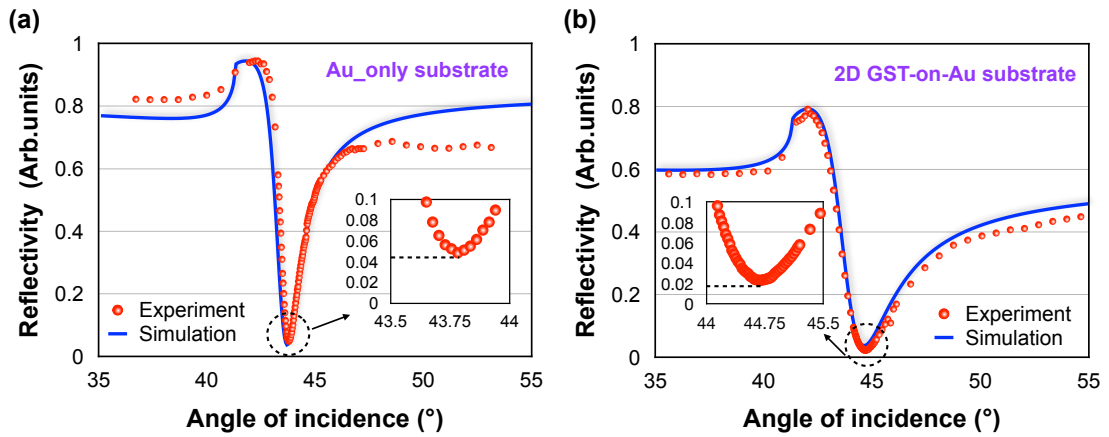 (a)
Au_only substrate
Reflectivity (Arb.units)
1
0.8
0.6
0.4
0.2
0
0.1
0.08
0.06
0.04
0.02
0
43.5 43.75 44
Experiment
Simulation
35 40 45 50 55
Angle of incidence (°)
(b)
2D GST-on-Au substrate
Reflectivity (Arb.units)
1
0.8
0.6
0.4
0.2
0
0.1
0.08
0.06
0.04
0.02
0
44 44.75 45.5
Experiment
Simulation
35 40 45 50 55
Angle of incidence (°)